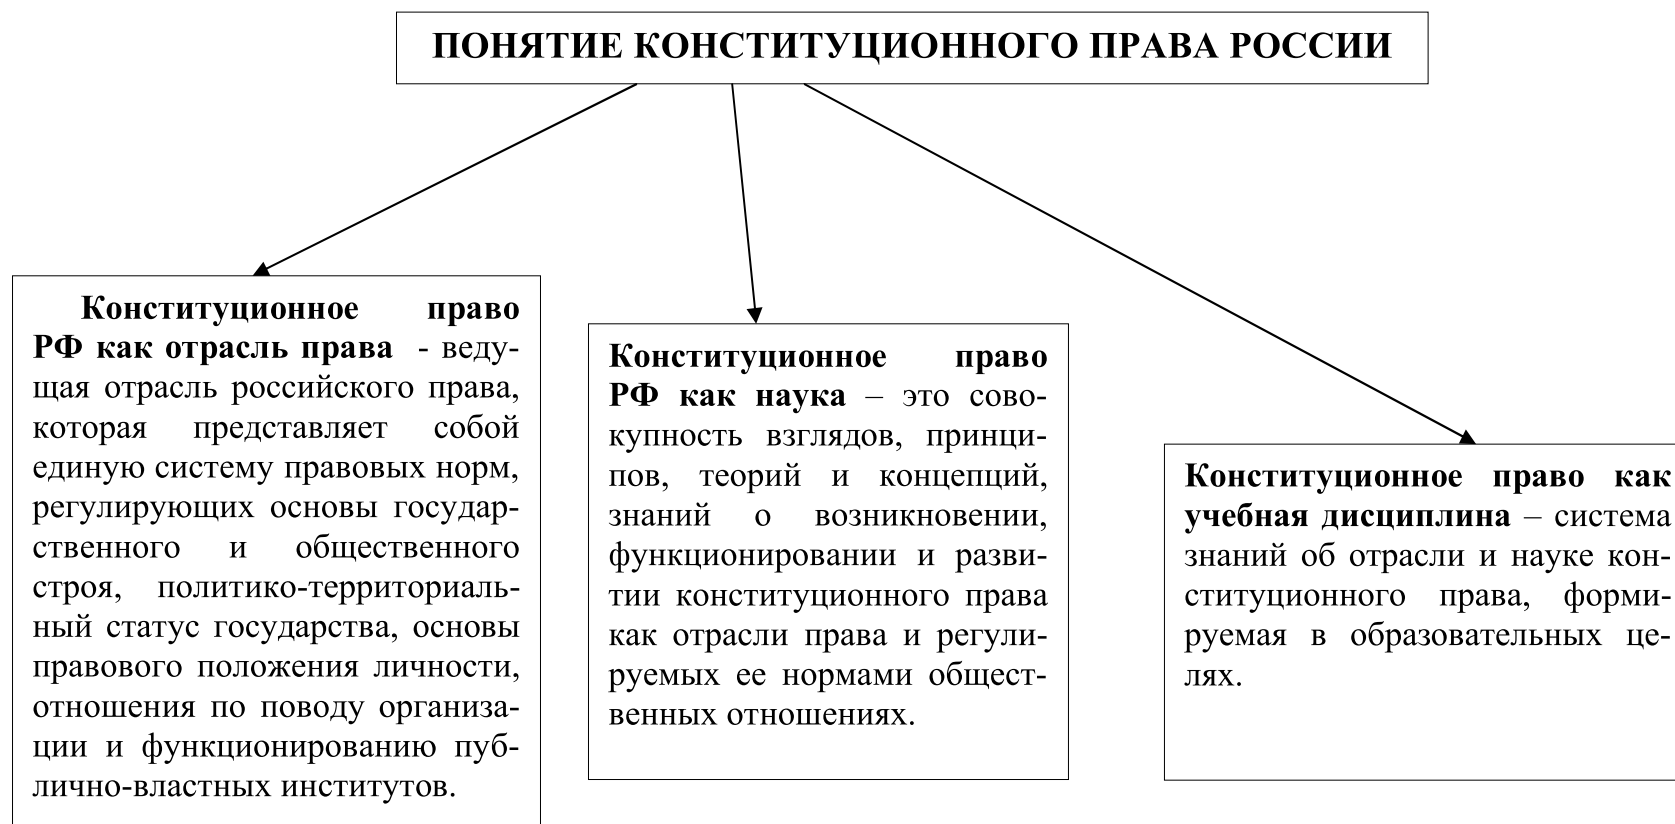 ПОНЯТИЕ КОНСТИТУЦИОННОГО ПРАВА РОССИИ
Конституционное право
РФ как отрасль права - веду-
щая отрасль российского права,
которая представляет собой
единую систему правовых норм,
регулирующих основы государ-
ственного и общественного
строя, политико-территориаль-
ный статус государства, основы
правового положения личности,
отношения по поводу организа-
ции и функционированию пуб-
лично-властных институтов.
Конституционное право
РФ как наука – это сово-
купность взглядов, принци-
пов, теорий и концепций,
знаний о возникновении,
функционировании и разви-
тии конституционного права
как отрасли права и регули-
руемых ее нормами общест-
венных отношениях.
Конституционное право как
учебная дисциплина – система
знаний об отрасли и науке кон-
ституционного права, форми-
руемая в образовательных це-
лях.